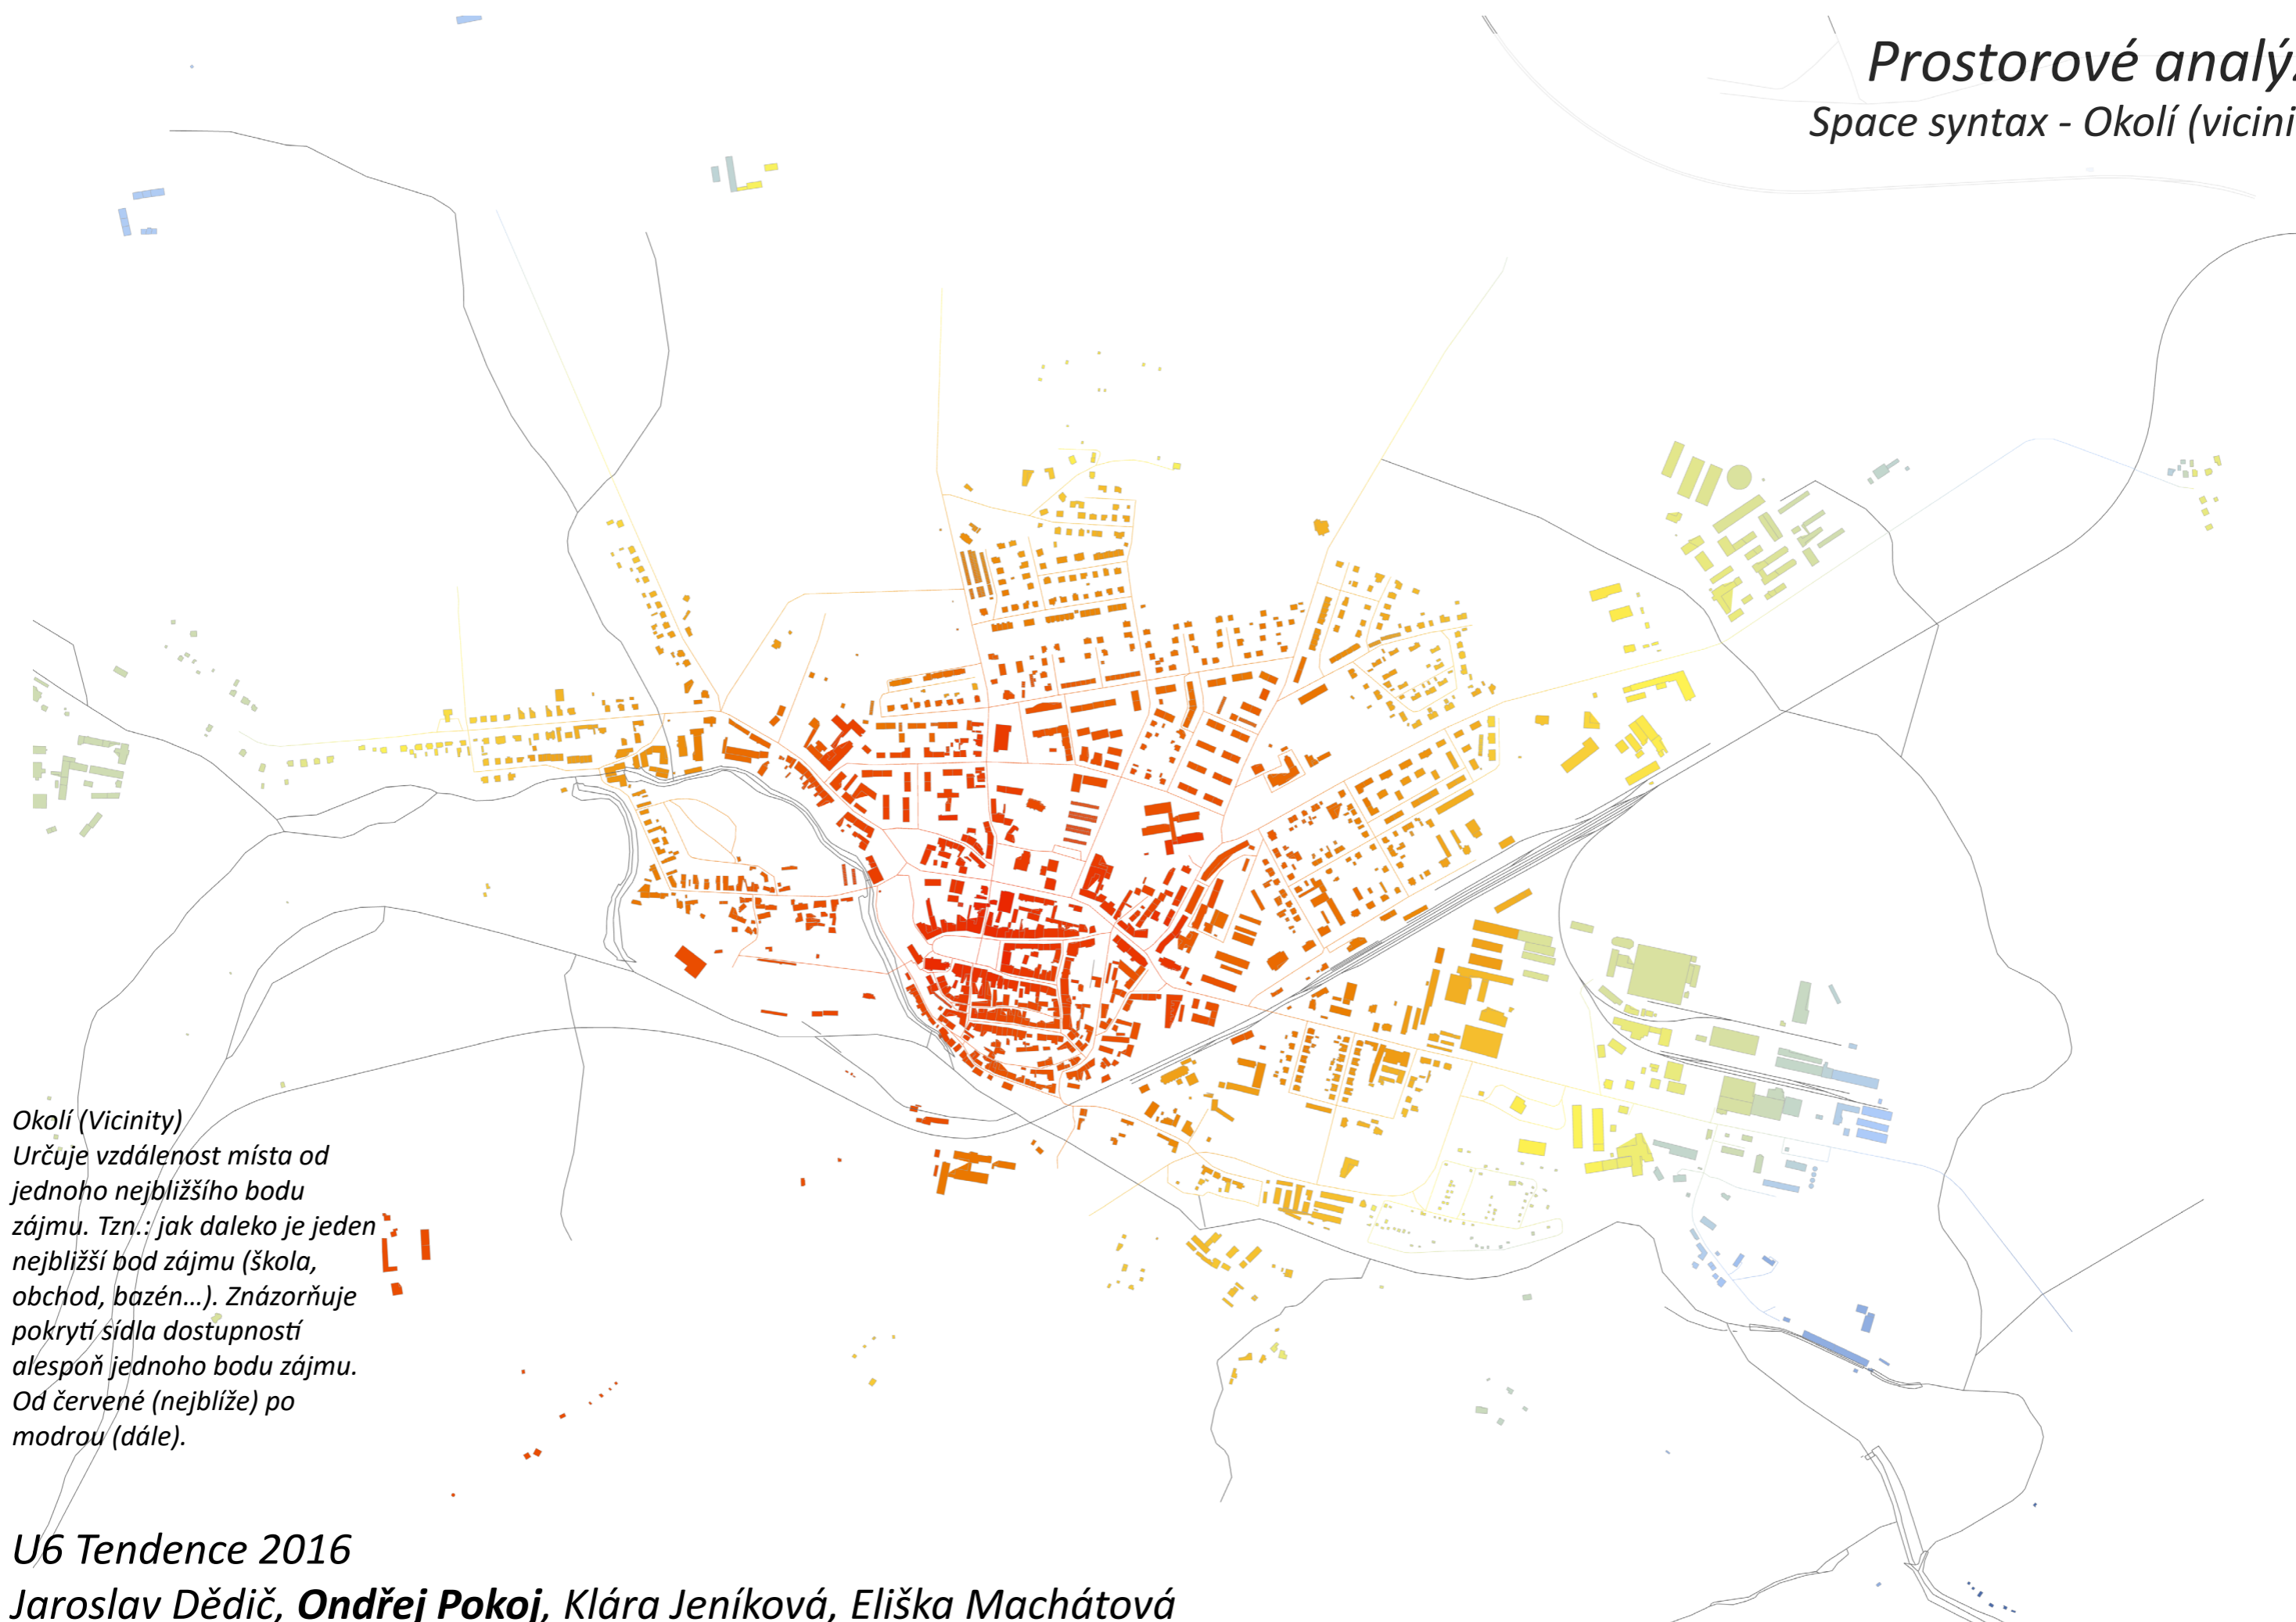 Prostorové analýz
Space syntax - Okolí (vicini
Okolí (Vicinity)
Určuje vzdálenost místa od
jednoho nejbližšího bodu
zájmu. Tzn.: jak daleko je jeden
nejbližší bod zájmu (škola,
obchod, bazén...). Znázorňuje
pokrytí sídla dostupností
alespoň jednoho bodu zájmu.
Od červené (nejblíže) po
modrou (dále).
U6 Tendence 2016
Jaroslav Dědič, Ondřej Pokoj, Klára Jeníková, Eliška Machátová